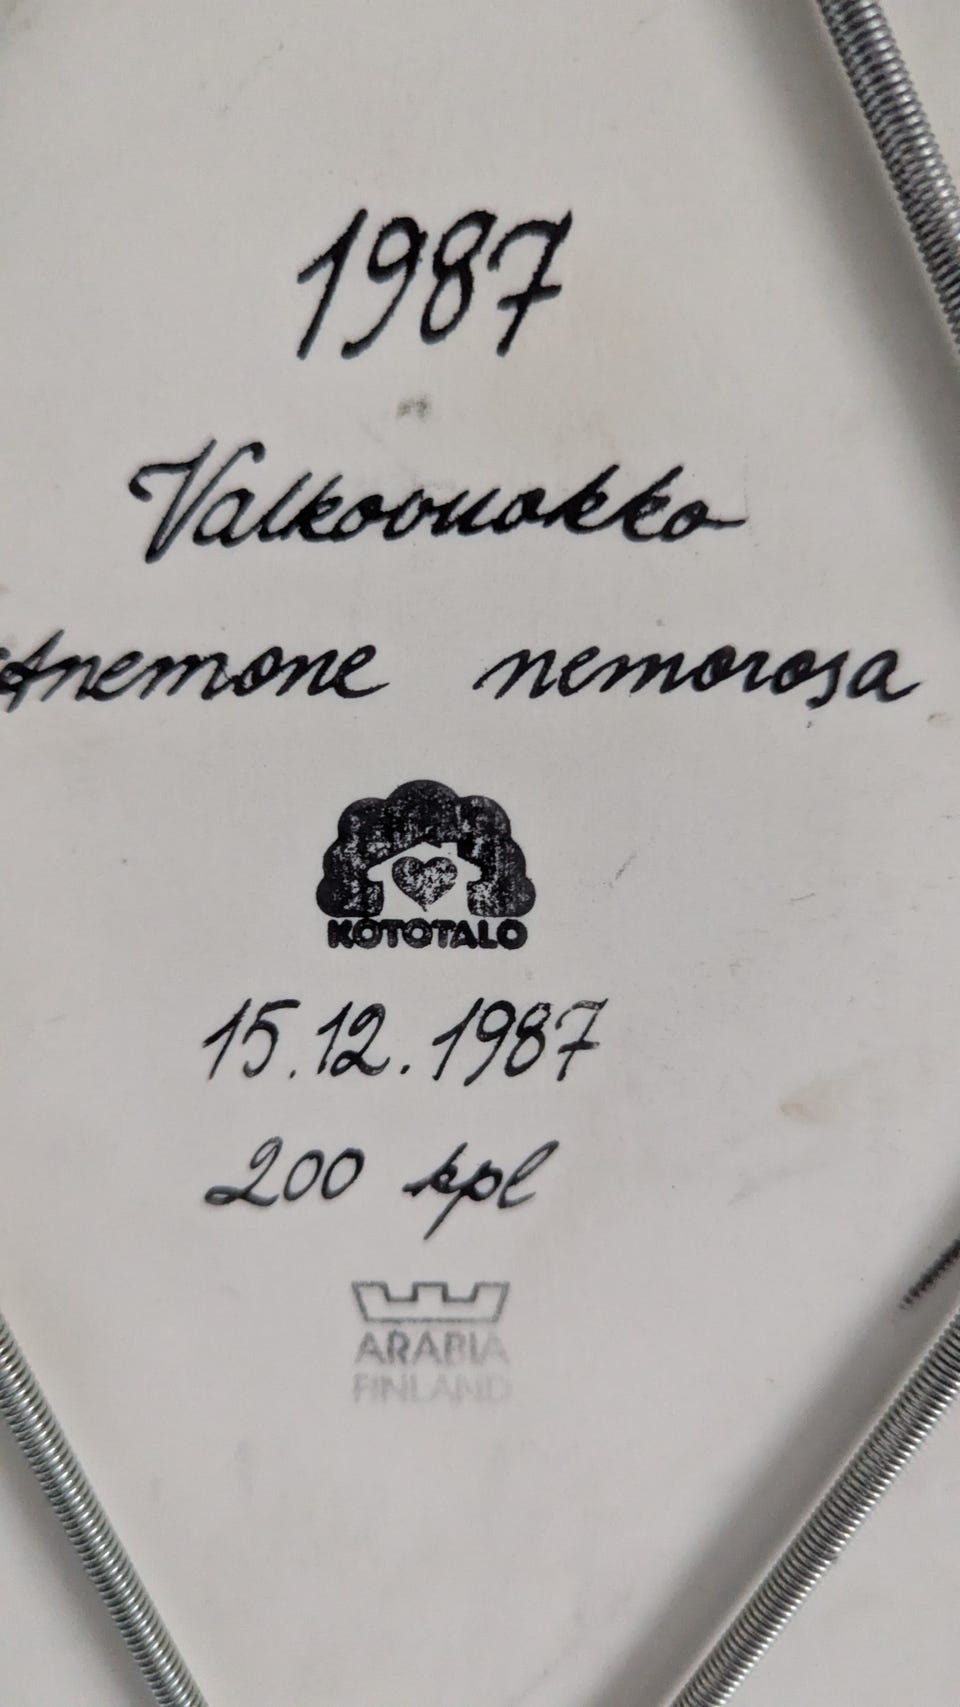 1987
Valkovuokko
Anemone nemorosa
KOTOTALO
15.12.1987
200 kpl
ARABIA
FINLAND